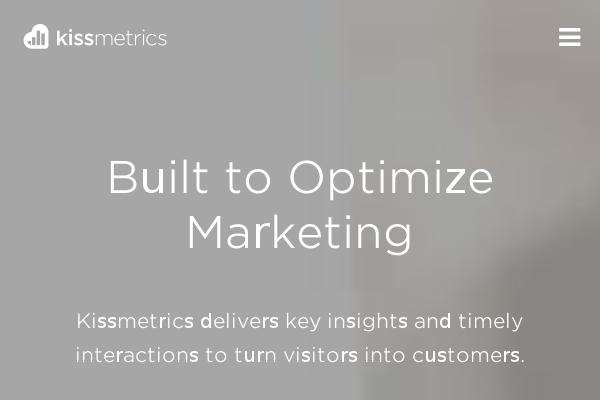 kissmetrics
Built to Optimize
Marketing
Kissmetrics delivers key insights and timely
interactions to turn visitors into customers.